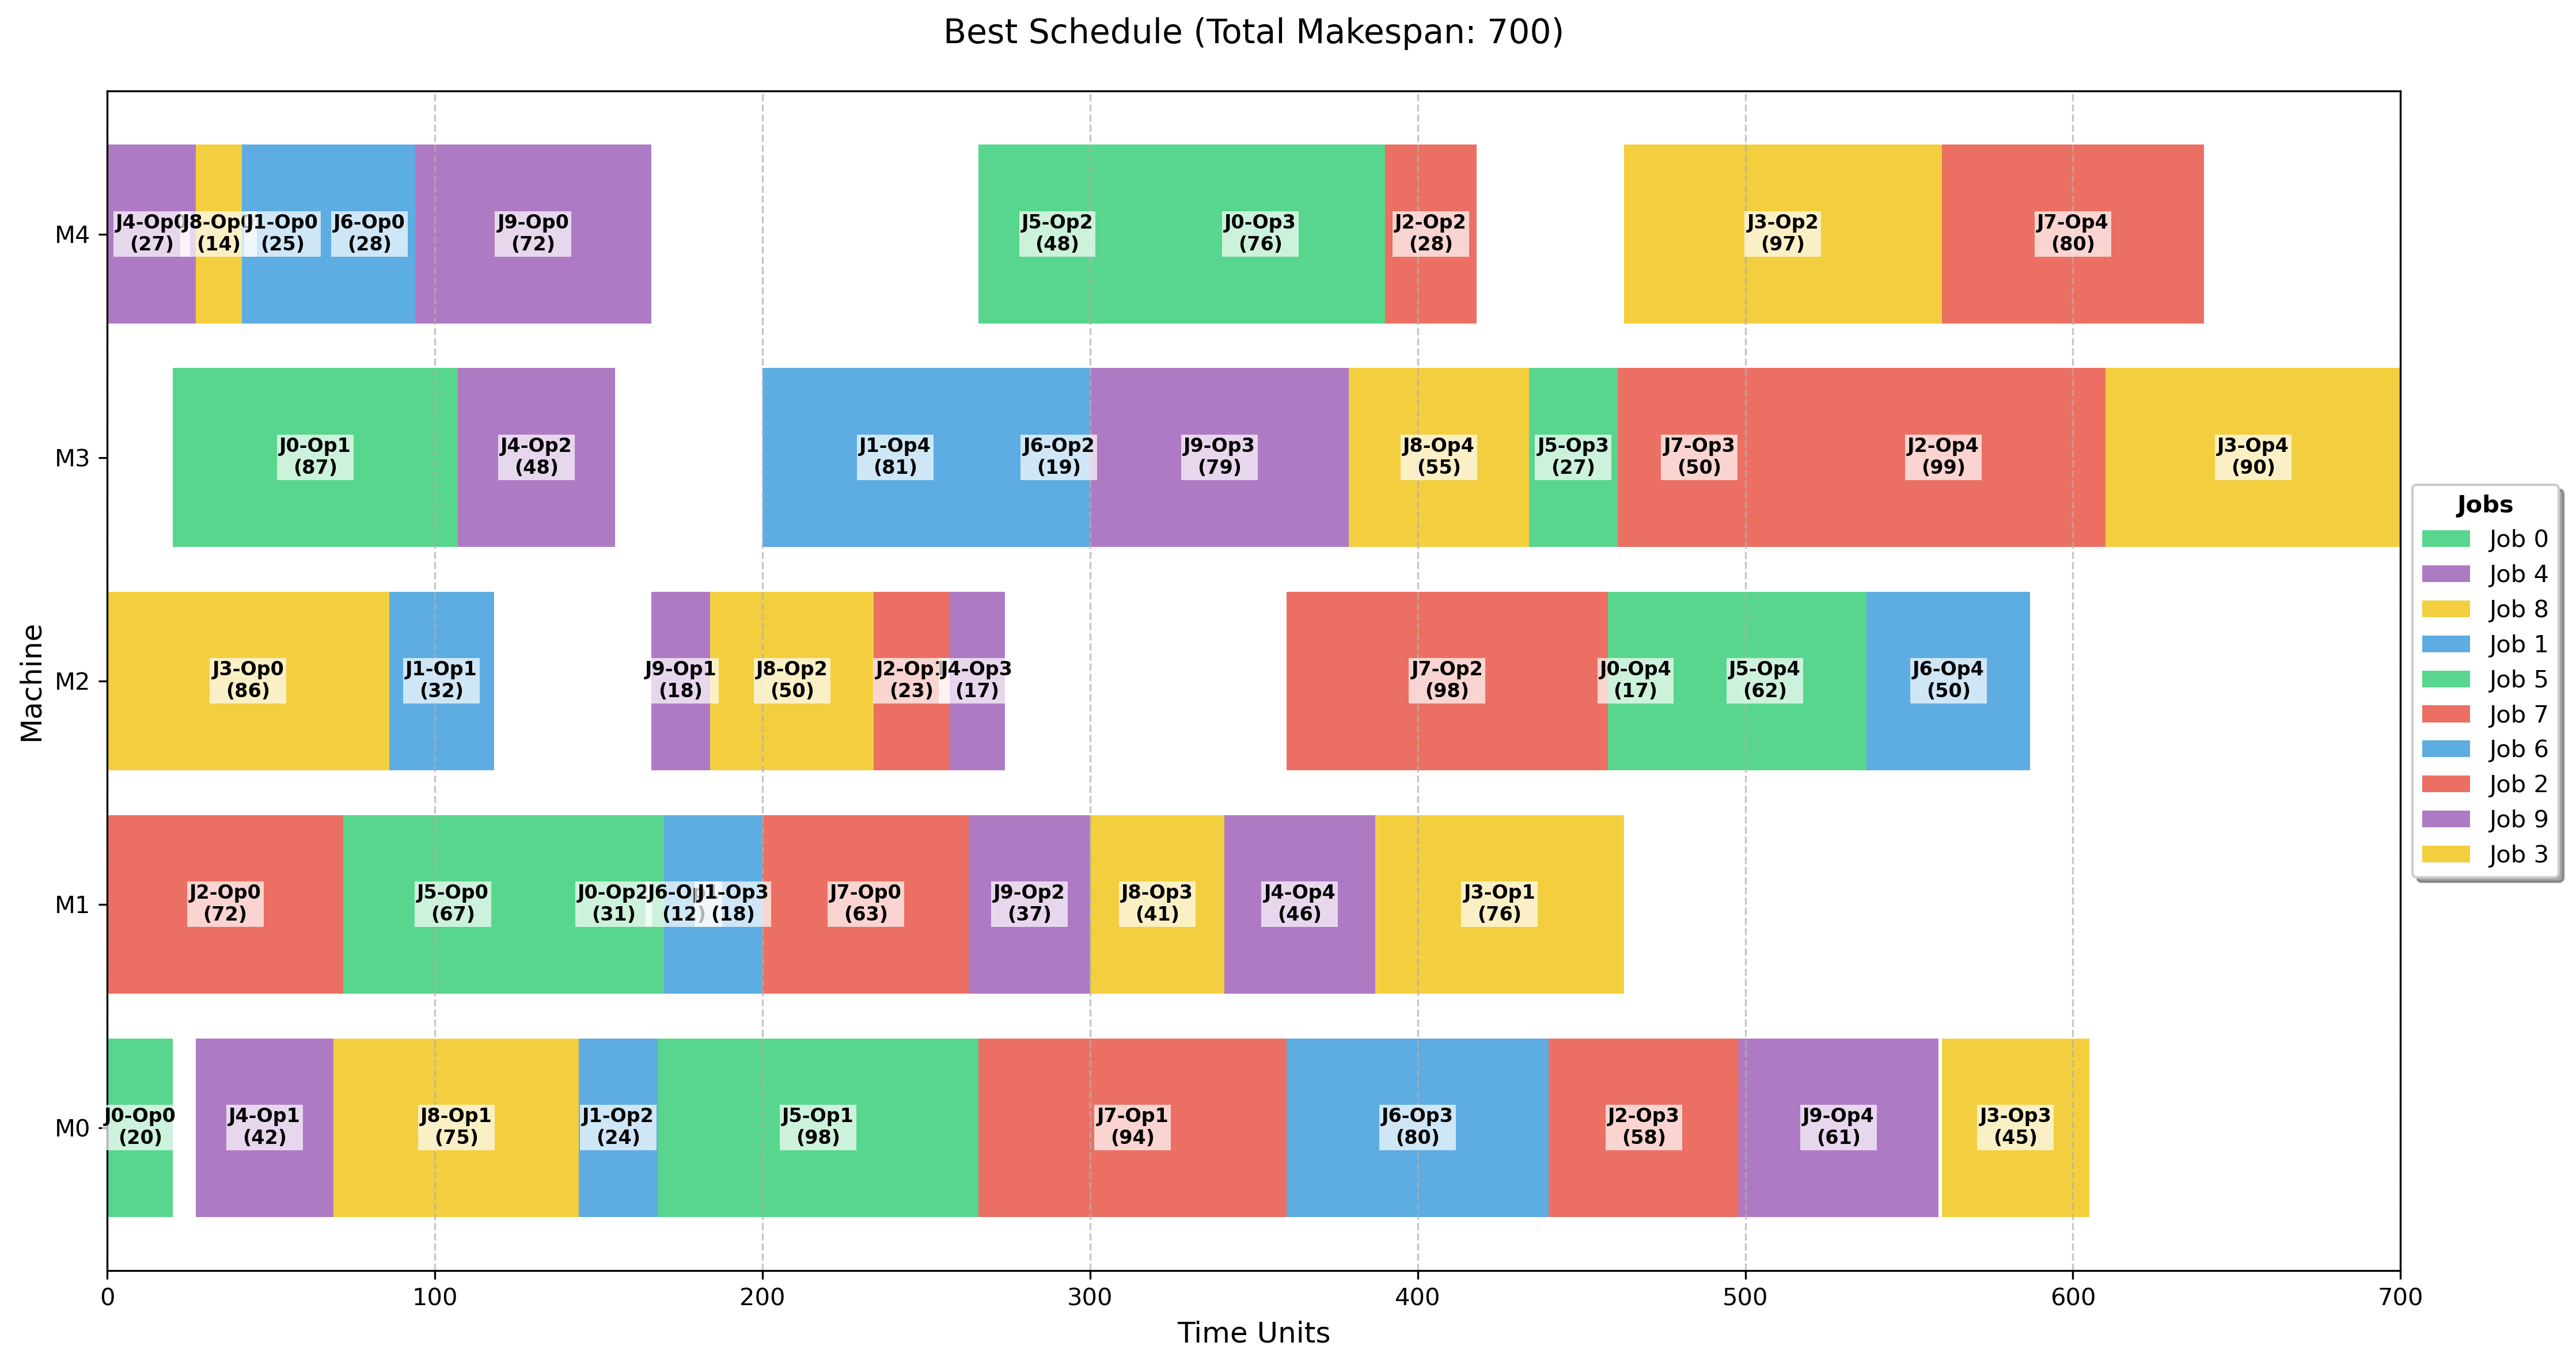 Best Schedule (Total Makespan: 700)
M4
J4-Op0
(27)
J8-Op0
(14)
J1-Op0
(25)
J6-Op0
(28)
J9-Op0
(72)
J5-Op2
(48)
J0-Op3
(76)
J2-Op2
(28)
J3-Op2
(97)
J7-Op4
(80)
M3
J0-Op1
(87)
J4-Op2
(48)
J1-Op4
(81)
J6-Op2
(19)
J9-Op3
(79)
J8-Op4
(55)
J5-Op3
(27)
J7-Op3
(50)
J2-Op4
(99)
J3-Op4
(90)
Machine
M2
J3-Op0
(86)
J1-Op1
(32)
J9-Op1
(18)
J8-Op2
(50)
J2-Op1
(23)
J4-Op3
(17)
J7-Op2
(98)
J0-Op4
(17)
J5-Op4
(62)
J6-Op4
(50)
M1
J2-Op0
(72)
J5-Op0
(67)
J0-Op2
(31)
J6-Op1
(12)
J1-Op3
(18)
J7-Op0
(63)
J9-Op2
(37)
J8-Op3
(41)
J4-Op4
(46)
J3-Op1
(76)
M0
J0-Op0
(20)
J4-Op1
(42)
J8-Op1
(75)
J1-Op2
(24)
J5-Op1
(98)
J7-Op1
(94)
J6-Op3
(80)
J2-Op3
(58)
J9-Op4
(61)
J3-Op3
(45)
0 100 200 300 400 500 600 700
Time Units
Jobs
Job 0
Job 4
Job 8
Job 1
Job 5
Job 7
Job 6
Job 2
Job 9
Job 3